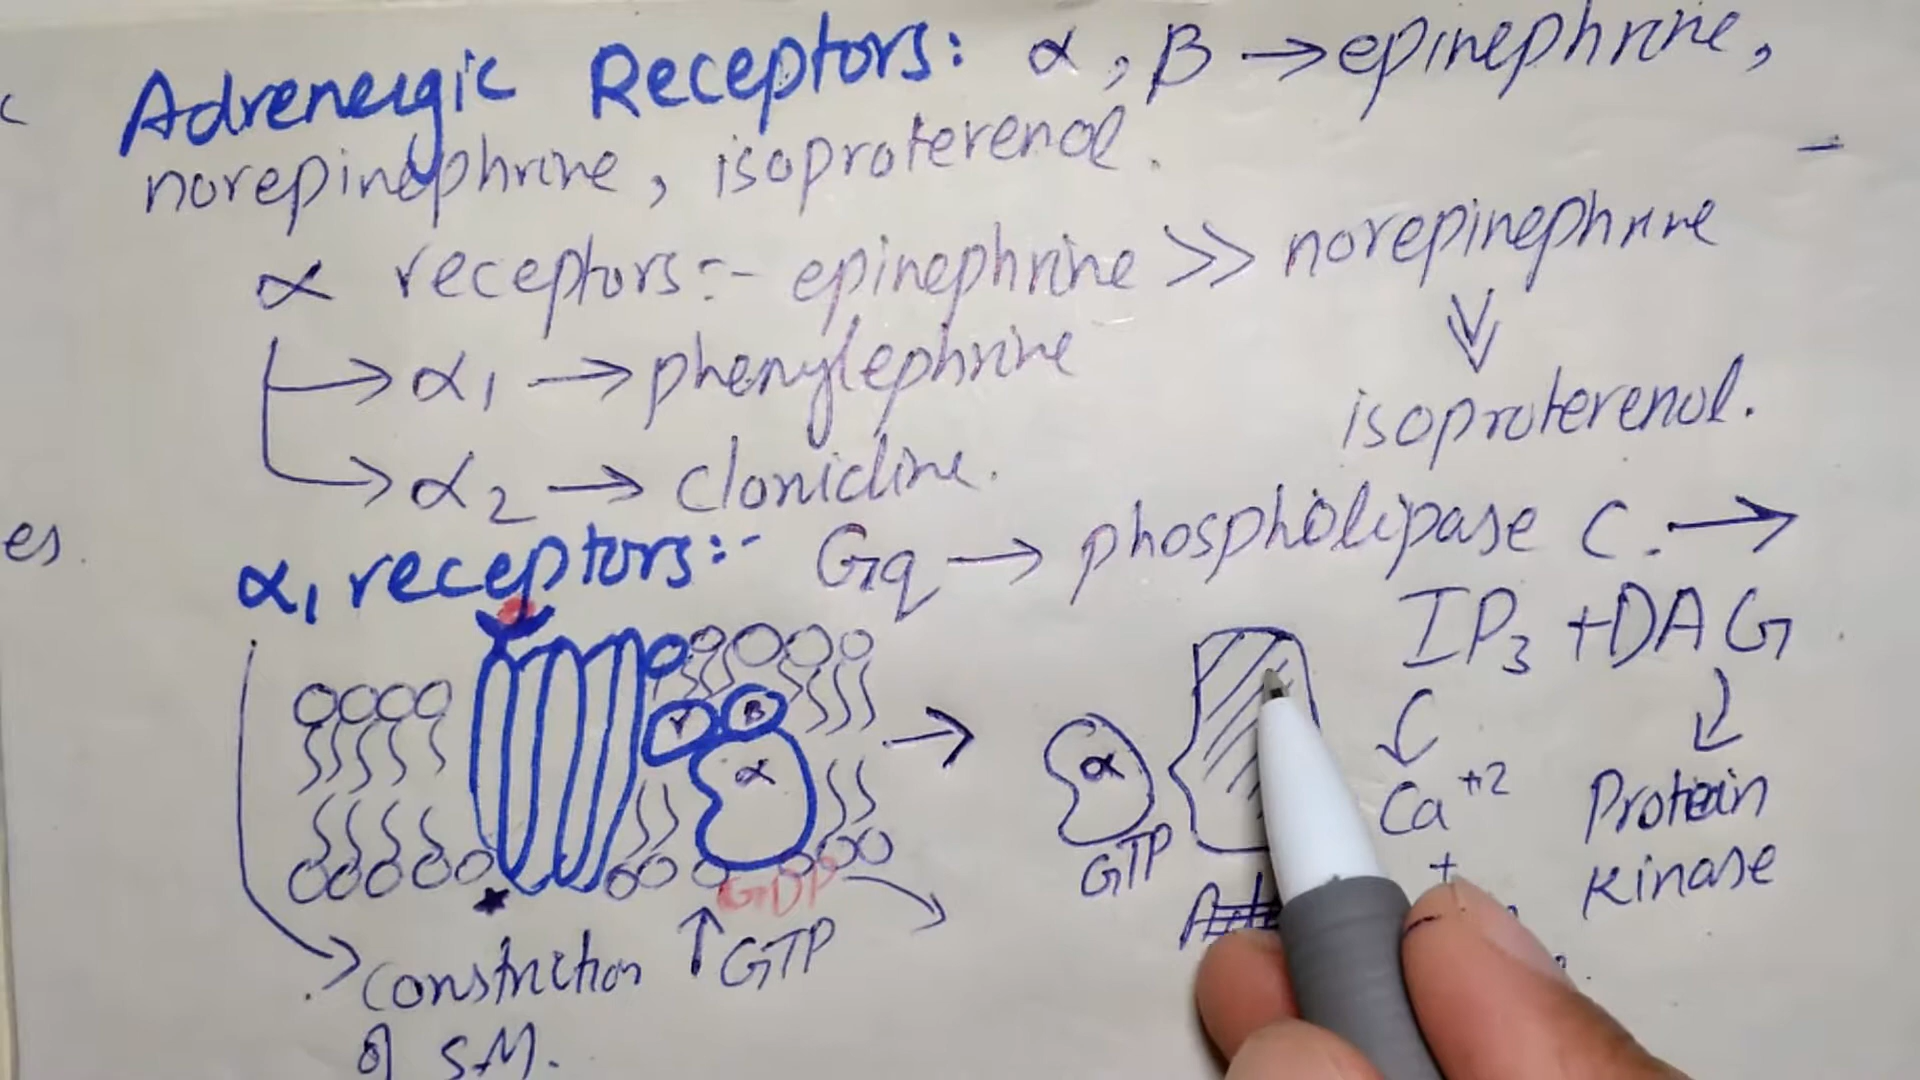 Adrenergic Receptors: α, β → epinephrine,
norepinephrine, isoproterenol.
α receptors:- epinephrine >> norepinephrine
→ α1 → phenylephrine
isoproterenol.
→ α2 → clonidine.
es.
α1 receptors:- Gq → phospholipase C. →
IP3 + DAG
γ β
α → α
Ca+2 Protein
GTP + Kinase
GDP
Constriction ↑ GTP
of SM.